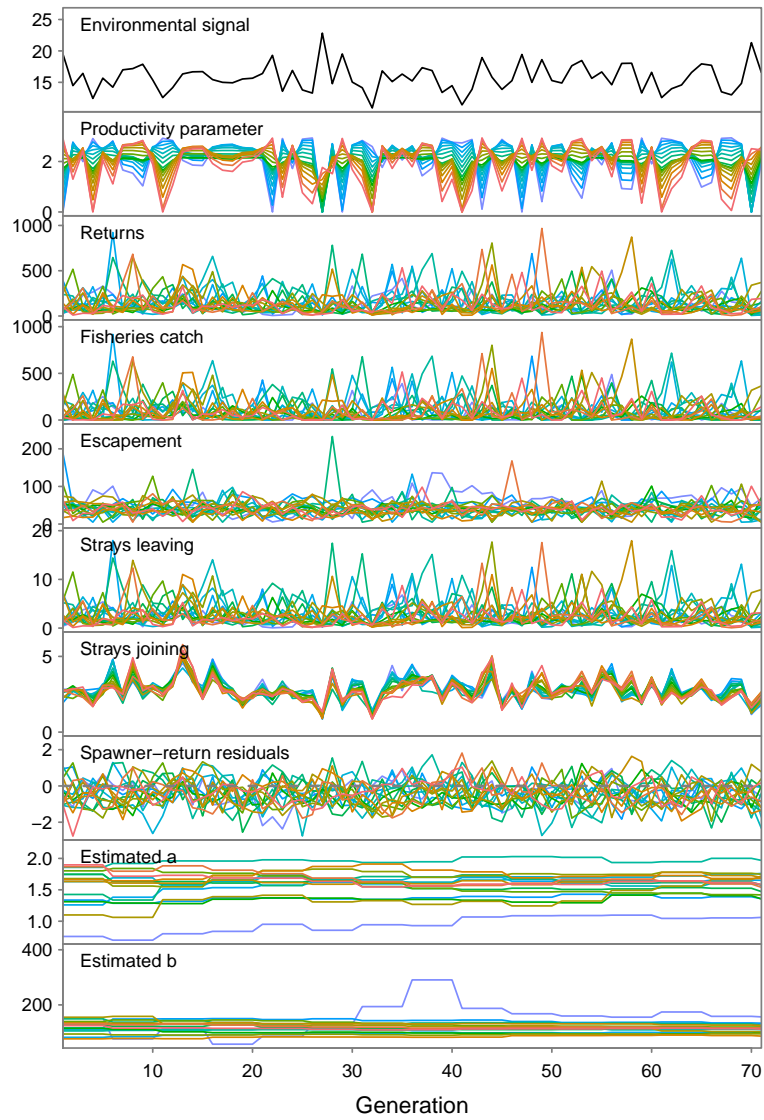 Environmental signal
25
20
15
Productivity parameter
2
0
Returns
1000
500
0
Fisheries catch
1000
500
0
Escapement
200
100
0
Strays leaving
20
10
0
Strays joining
5
0
Spawner−return residuals
2
0
−2
Estimated a
2.0
1.5
1.0
Estimated b
400
200
10 20 30 40 50 60 70
Generation